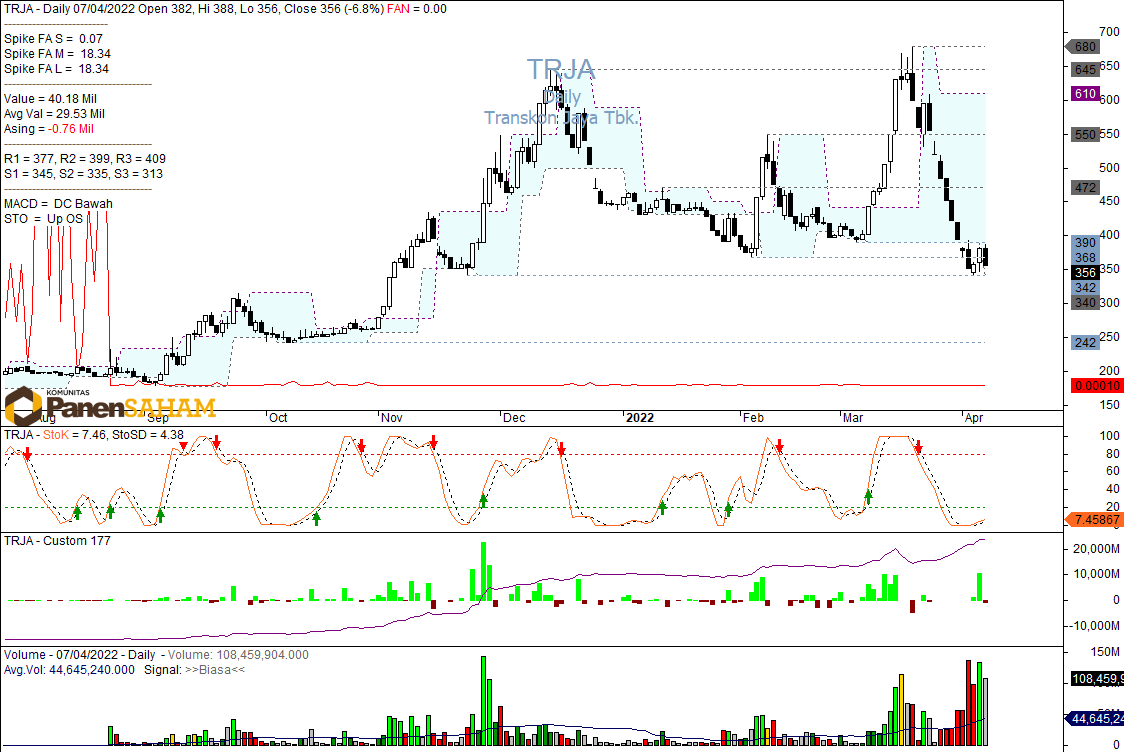 TRJA - Daily 07/04/2022 Open 382, Hi 388, Lo 356, Close 356 (-6.8%) FAN = 0.00
Spike FA S = 0.07
Spike FA M = 18.34
Spike FA L = 18.34
Value = 40.18 Mil
Avg Val = 29.53 Mil
Asing = -0.76 Mil
R1 = 377, R2 = 399, R3 = 409
S1 = 345, S2 = 335, S3 = 313
MACD = DC Bawah
STO = Up OS
TRJA
Daily
Transkon Jaya Tbk.
700
680
650
645
610
600
550
500
472
450
400
390
368
350
356
342
340
300
250
242
200
0.00010
150
KOMUNITAS
PanenSAHAM
Aug Sep Oct Nov Dec 2022 Feb Mar Apr
TRJA - StoK = 7.46, StoSD = 4.38
100
80
60
40
20
7.45867
TRJA - Custom 177
20,000M
10,000M
0
-10,000M
Volume - 07/04/2022 - Daily - Volume: 108,459,904.000
Avg.Vol: 44,645,240.000 Signal: >>Biasa<<
150M
108,459,9
44,645,24
0